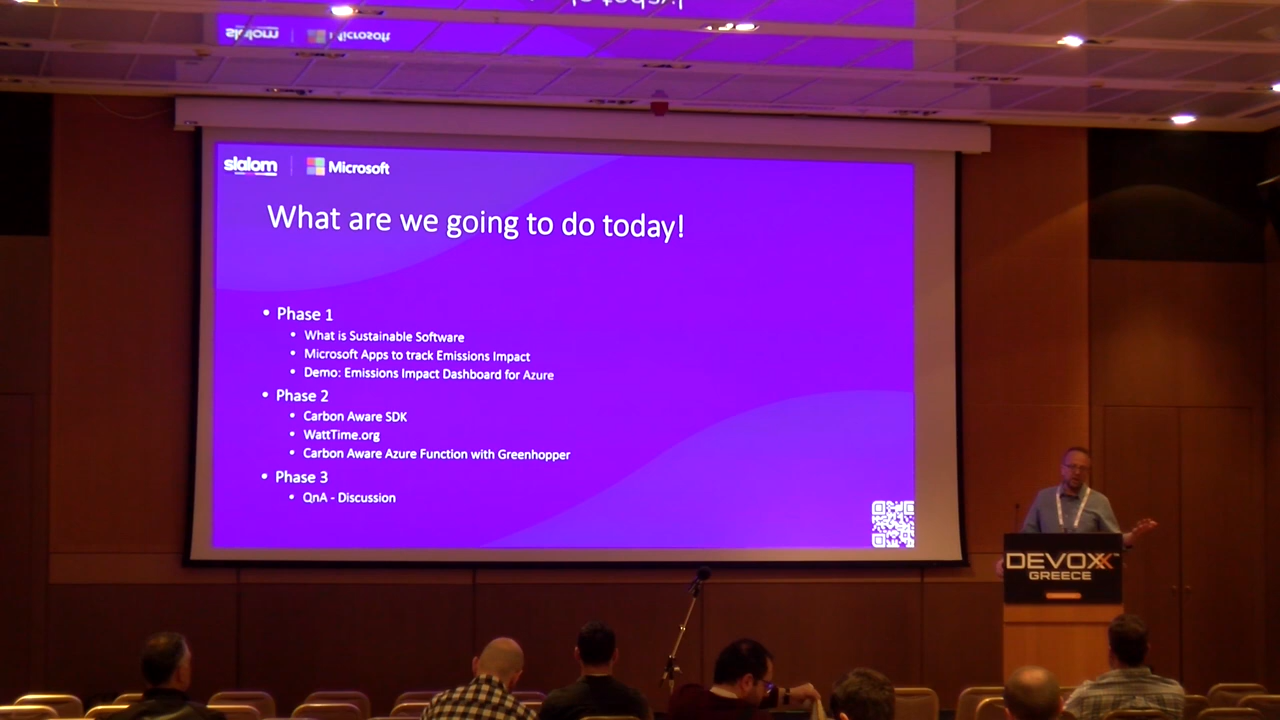 slalom | Microsoft
What are we going to do today!
• Phase 1
• What is Sustainable Software
• Microsoft Apps to track Emissions Impact
• Demo: Emissions Impact Dashboard for Azure
• Phase 2
• Carbon Aware SDK
• WattTime.org
• Carbon Aware Azure Function with Greenhopper
• Phase 3
• QnA - Discussion
DEVOXX™
GREECE